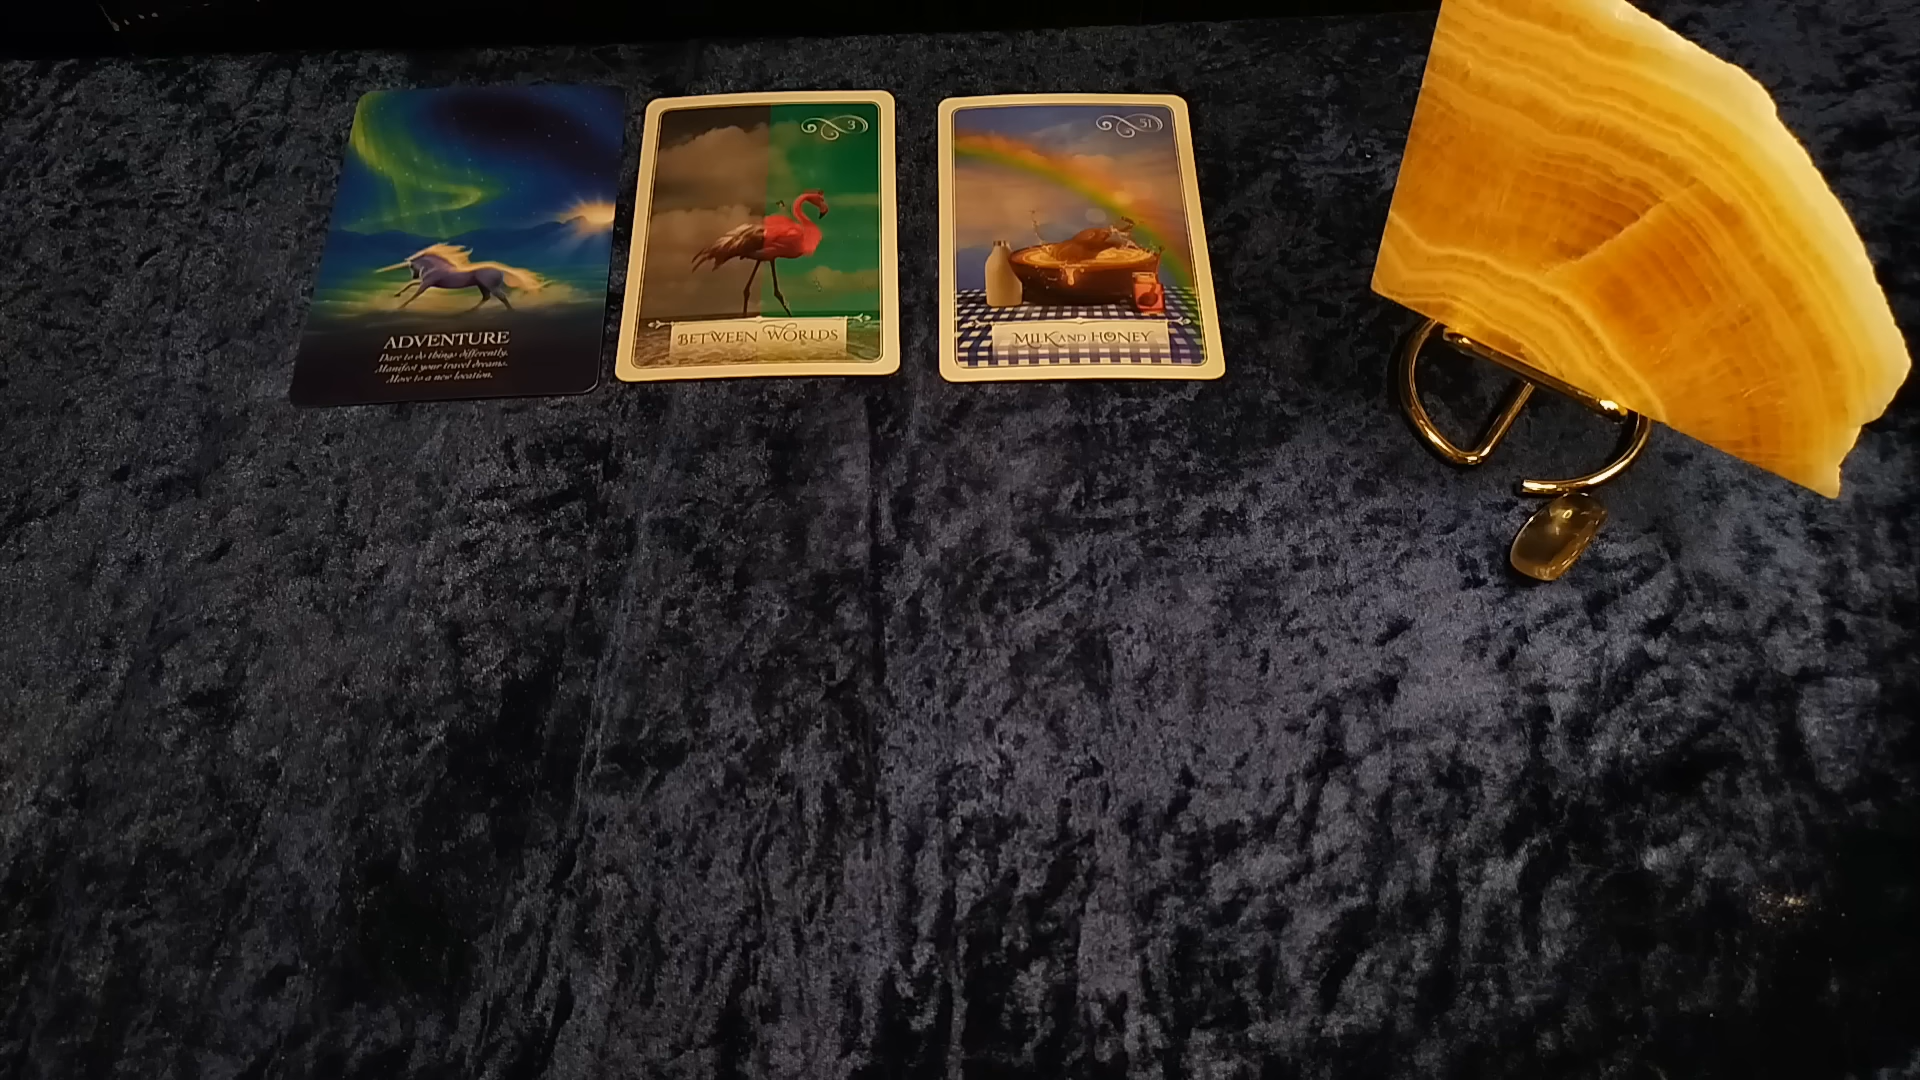 ADVENTURE
Dare to do things differently.
Manifest your travel dreams.
Move to a new location.
3
BETWEEN WORLDS
51
MILK AND HONEY